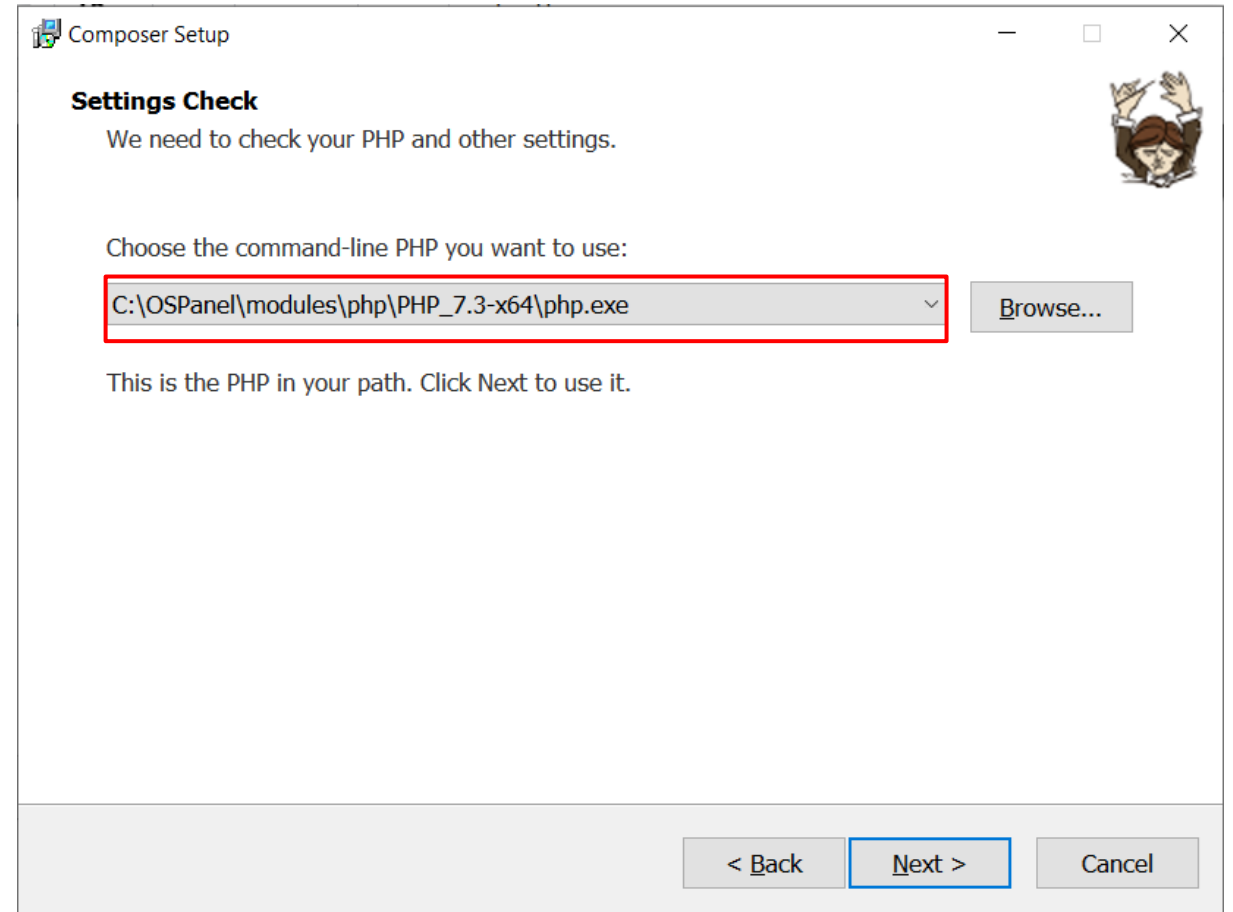 Composer Setup
Settings Check
We need to check your PHP and other settings.
Choose the command-line PHP you want to use:
C:\OSPanel\modules\php\PHP_7.3-x64\php.exe
Browse...
This is the PHP in your path. Click Next to use it.
< Back
Next >
Cancel